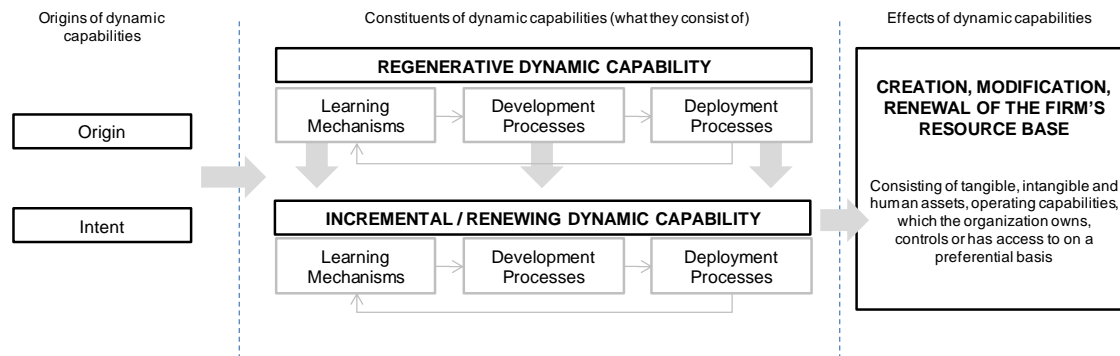 Origins of dynamic
capabilities
Constituents of dynamic capabilities (what they consist of)
Effects of dynamic capabilities
Origin
Intent
REGENERATIVE DYNAMIC CAPABILITY
Learning
Mechanisms
Development
Processes
Deployment
Processes
INCREMENTAL / RENEWING DYNAMIC CAPABILITY
Learning
Mechanisms
Development
Processes
Deployment
Processes
CREATION, MODIFICATION,
RENEWAL OF THE FIRM'S
RESOURCE BASE
Consisting of tangible, intangible and
human assets, operating capabilities,
which the organization owns,
controls or has access to on a
preferential basis